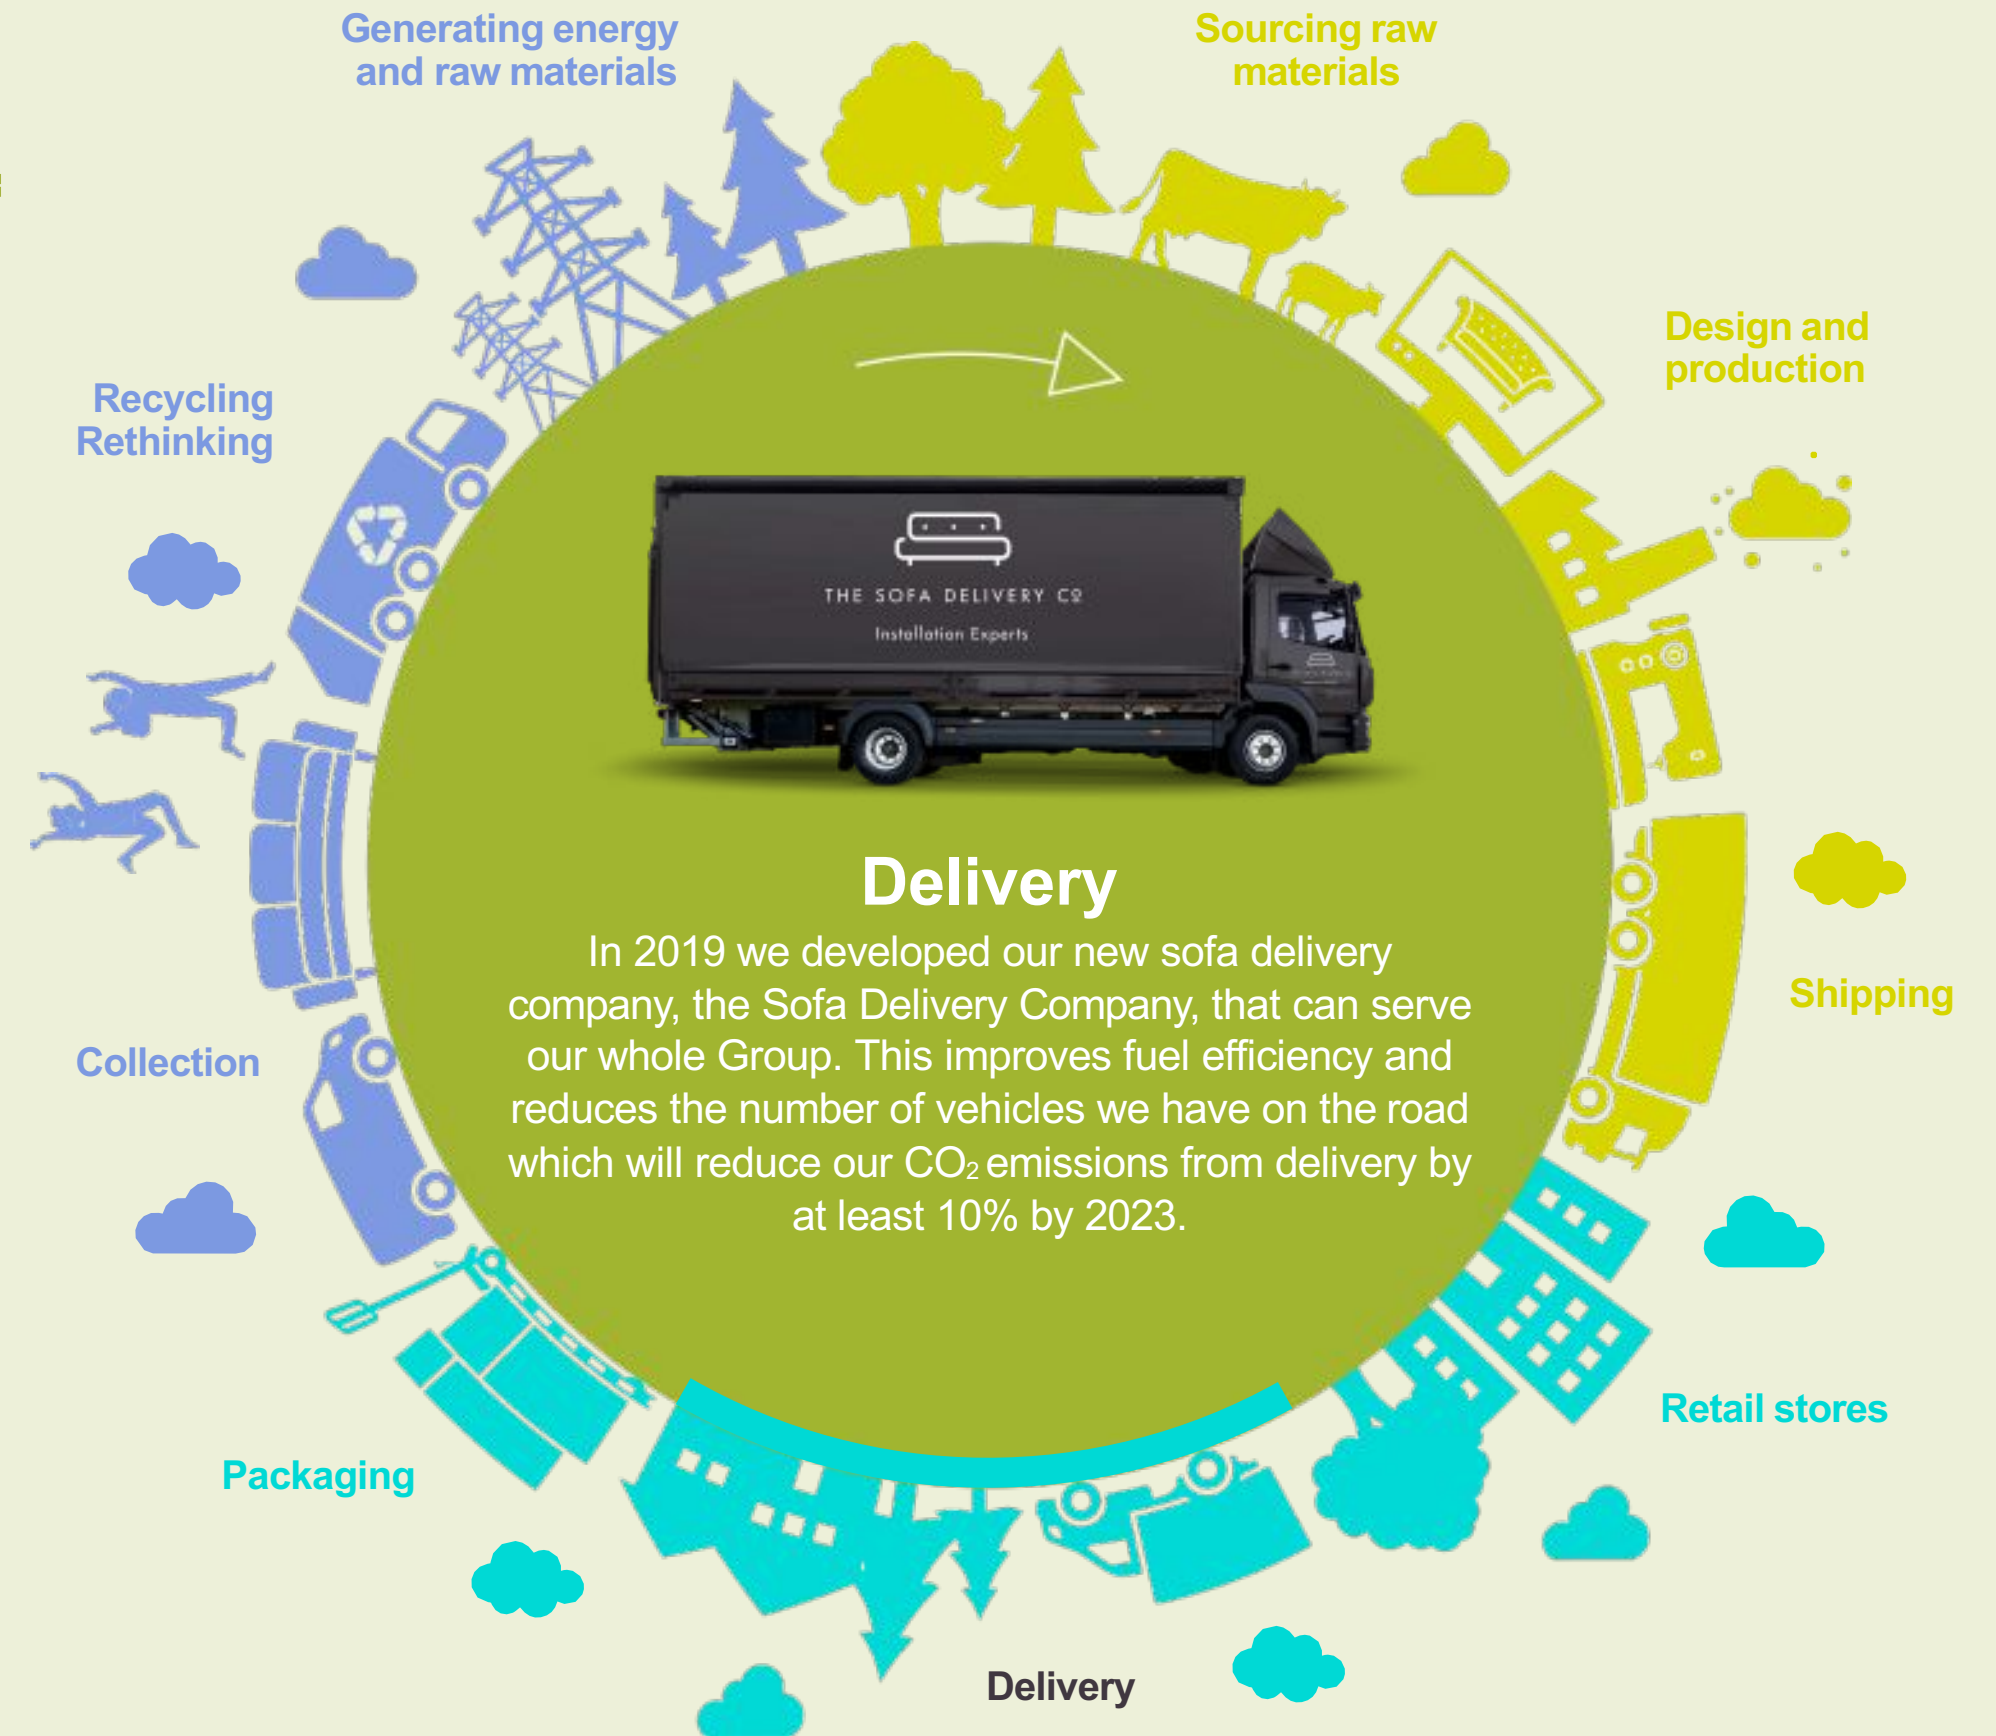 Generating energy
and raw materials
Sourcing raw
materials
Design and
production
Recycling
Rethinking
THE SOFA DELIVERY Cº
Installation Experts
Delivery
In 2019 we developed our new sofa delivery
company, the Sofa Delivery Company, that can serve
our whole Group. This improves fuel efficiency and
reduces the number of vehicles we have on the road
which will reduce our CO₂ emissions from delivery by
at least 10% by 2023.
Shipping
Collection
Retail stores
Packaging
Delivery